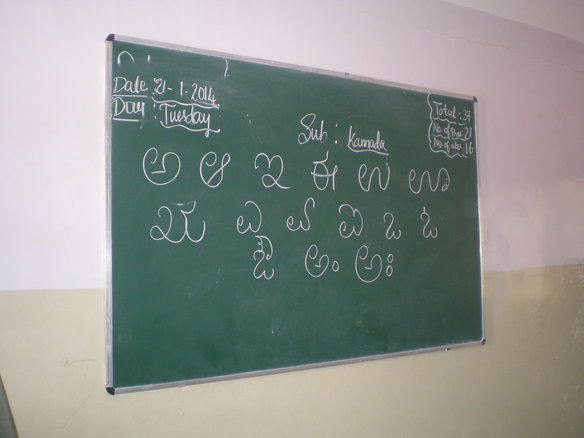 Date 21-1-2014
Day : Tuesday
Total : 37
No. of Pre: 21
No. of abs: 16
Sub : Kannada
ಅ ಆ ಇ ಈ ಉ ಊ
ಋ ಎ ಏ ಐ ಒ ಓ
ಔ ಅಂ ಅಃ